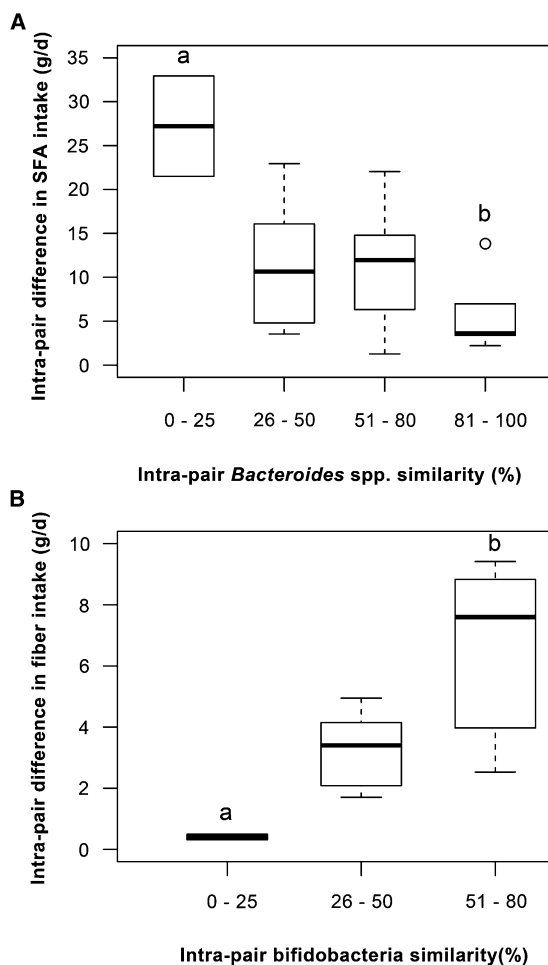 A
Intra-pair difference in SFA intake (g/d)
35
30
25
20
15
10
5
0
a
b
0 - 25
26 - 50
51 - 80
81 - 100
Intra-pair Bacteroides spp. similarity (%)
B
Intra-pair difference in fiber intake (g/d)
10
8
6
4
2
0
a
b
0 - 25
26 - 50
51 - 80
Intra-pair bifidobacteria similarity(%)